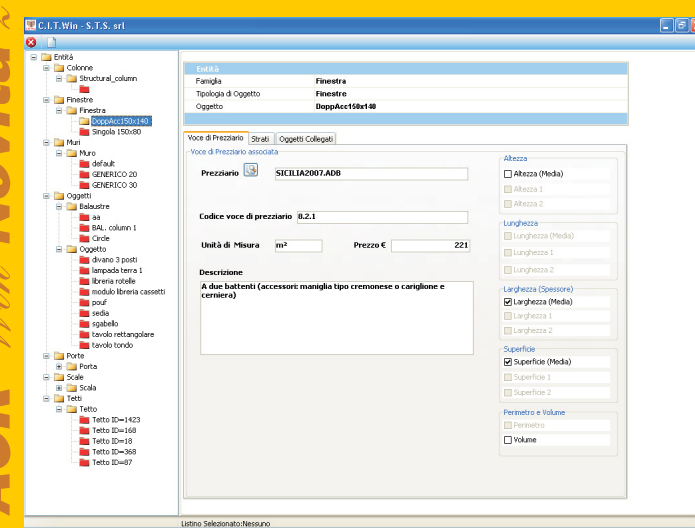 C.I.T.Win - S.T.S. srl
Entità
Colonne
Structural_column
Finestre
Finestra
DoppAcc150x140
Singola 150x80
Muri
Muro
default
GENERICO 20
GENERICO 30
Oggetti
Balaustre
aa
BAL. column 1
Circle
Oggetto
divano 3 posti
lampada terra 1
libreria rotelle
modulo libreria cassetti
pouf
sedia
sgabello
tavolo rettangolare
tavolo tondo
Porte
Porta
Scale
Scala
Tetti
Tetto
Tetto ID=1423
Tetto ID=168
Tetto ID=18
Tetto ID=368
Tetto ID=87
Entità
Famiglia Finestra
Tipologia di Oggetto Finestre
Oggetto DoppAcc150x140
Voce di Prezziario Strati Oggetti Collegati
Voce di Prezziario associata
Prezziario SICILIA2007.ADB
Codice voce di prezziario 8.2.1
Unità di Misura m² Prezzo € 221
Descrizione
A due battenti (accessori: maniglia tipo cremonese o cariglione e
cerniera)
Altezza
Altezza (Media)
Altezza 1
Altezza 2
Lunghezza
Lunghezza (Media)
Lunghezza 1
Lunghezza 2
Larghezza (Spessore)
Larghezza (Media)
Larghezza 1
Larghezza 2
Superficie
Superficie (Media)
Superficie 1
Superficie 2
Perimetro e Volume
Perimetro
Volume
Listino Selezionato:Nessuno